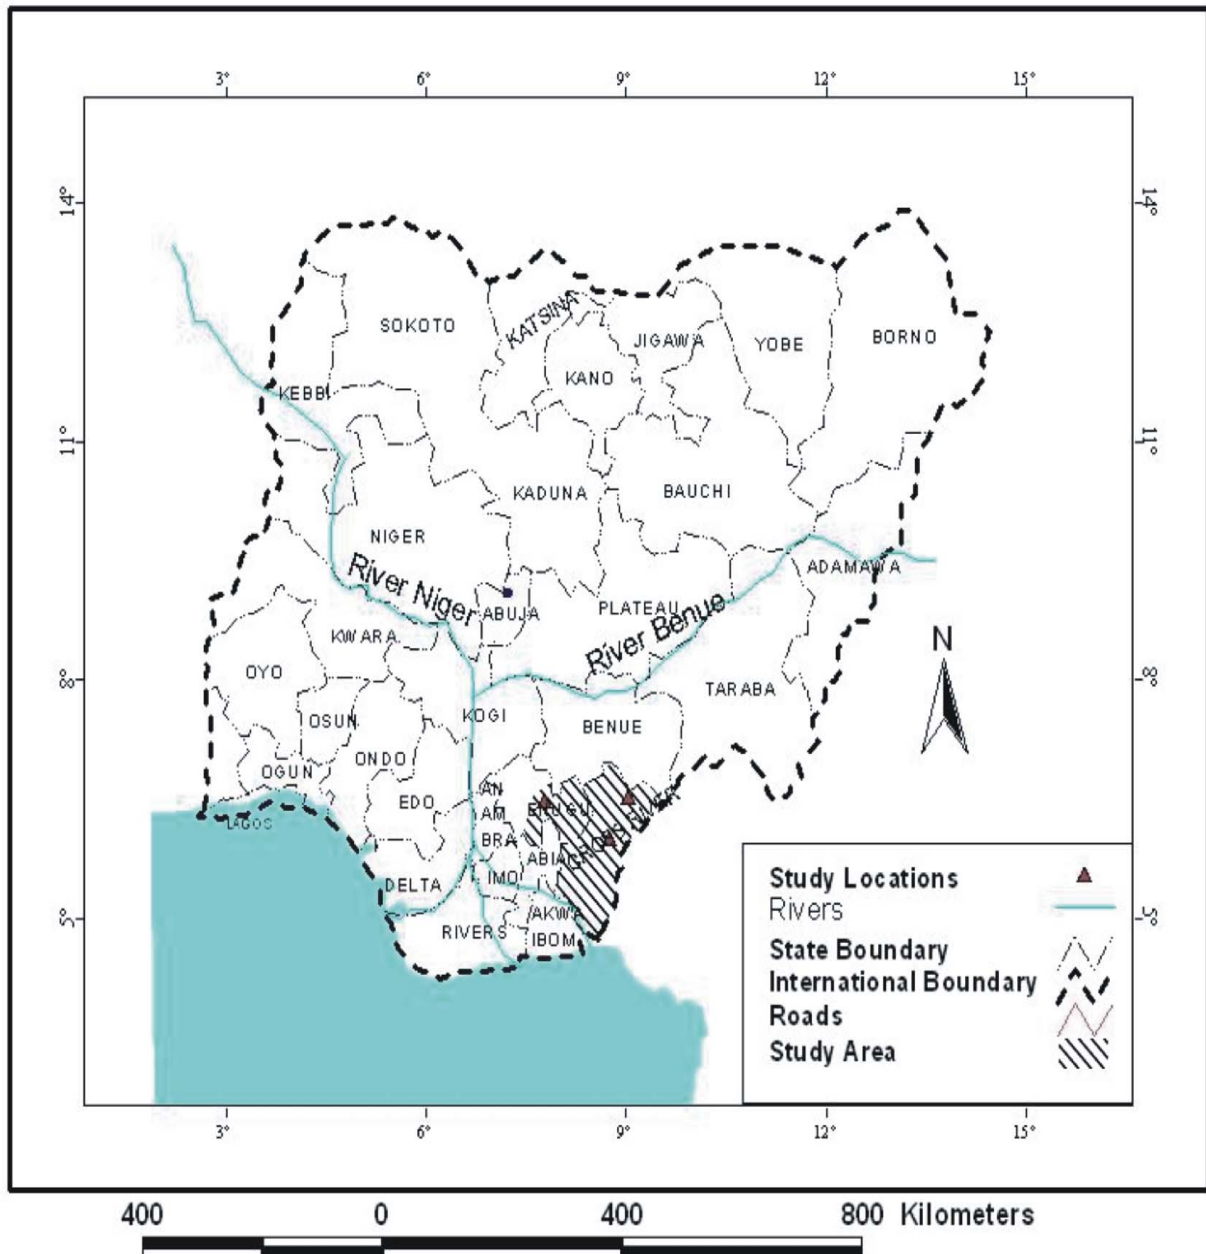 3° 6° 9° 12° 15°
14° 14°
SOKOTO
KATSINA
JIGAWA
YOBE
BORNO
KANO
KEBBI
11° 11°
KADUNA
BAUCHI
NIGER
River Niger
ABUJA
PLATEAU
River Benue
ADAMAWA
KWARA
OYO
8° 8°
TARABA
N
OSUN
KOGI
BENUE
ONDO
OGUN
EDO
AN
AM
BRA
ENUGU
CROSS RIVER
LAGOS
ABIA
IMO
DELTA
AKWA
IBOM
RIVERS
5° 5°
Study Locations
Rivers
State Boundary
International Boundary
Roads
Study Area
3° 6° 9° 12° 15°
400 0 400 800 Kilometers